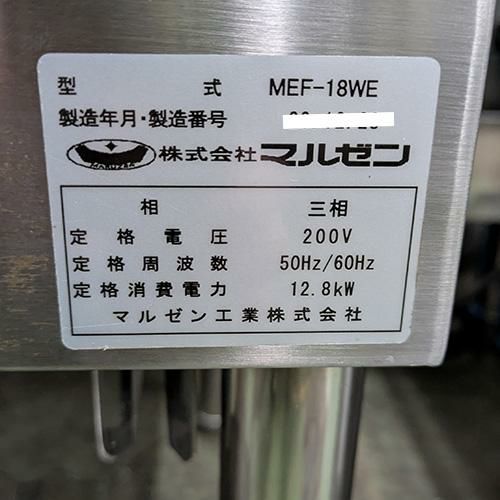 型 式 MEF-18WE
製造年月・製造番号
MARUZEN 株式会社マルゼン
相 三相
定格電圧 200V
定格周波数 50Hz/60Hz
定格消費電力 12.8kW
マルゼン工業株式会社